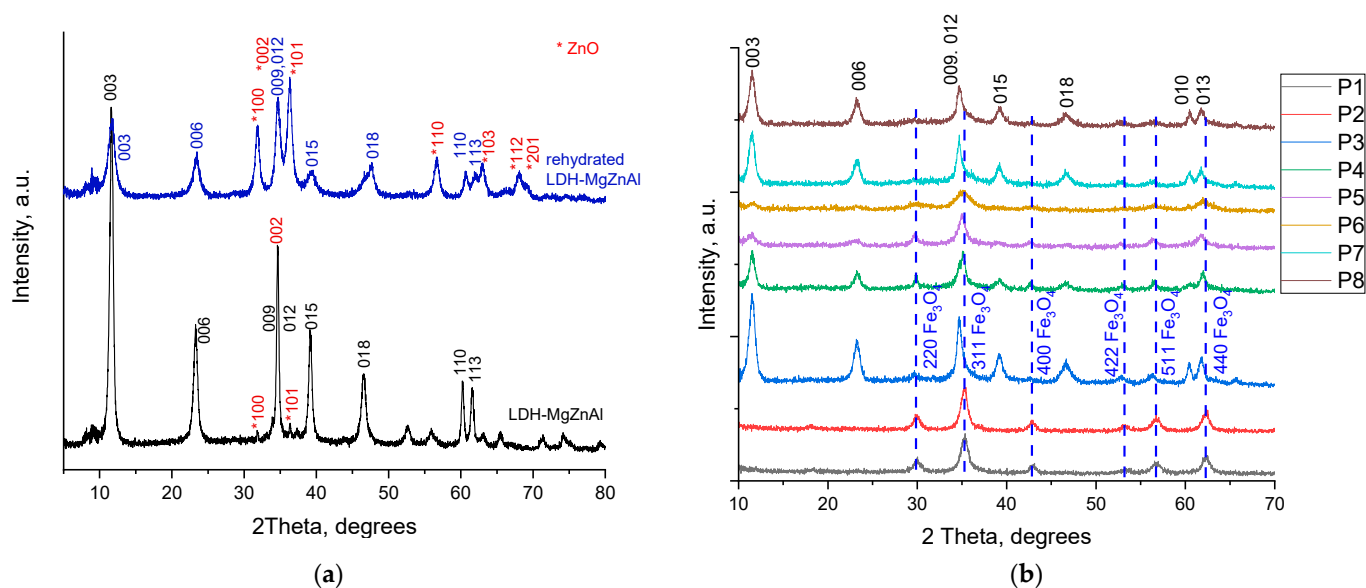 * ZnO
003
003
006
*100
*002
009,012
*101
015
018
*110
110
113
*103
*112
*201
rehydrated
LDH-MgZnAl
006
*100
002
009
012
*101
015
018
110
113
LDH-MgZnAl
Intensity, a.u.
10 20 30 40 50 60 70 80
2Theta, degrees
(a)
003
006
009. 012
015
018
010
013
220 Fe₃O₄
311 Fe₃O₄
400 Fe₃O₄
422 Fe₃O₄
511 Fe₃O₄
440 Fe₃O₄
P1
P2
P3
P4
P5
P6
P7
P8
Intensity, a.u.
10 20 30 40 50 60 70
2 Theta, degrees
(b)